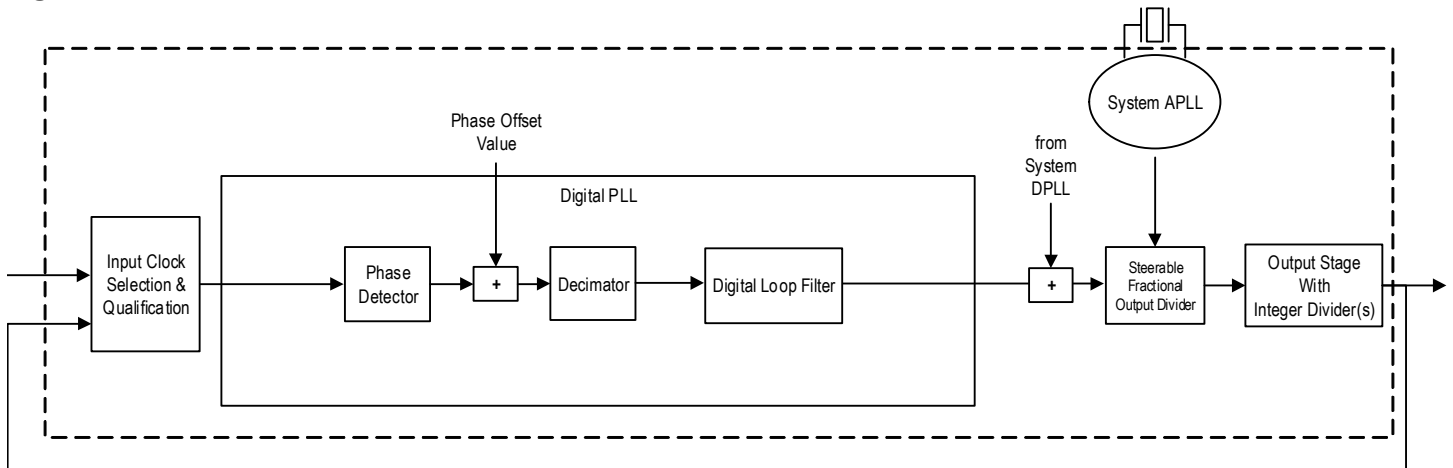 System APLL
Phase Offset
Value
from
System
DPLL
Digital PLL
Input Clock
Selection &
Qualification
Phase
Detector
+
Decimator
Digital Loop Filter
+
Steerable
Fractional
Output Divider
Output Stage
With
Integer Divider(s)